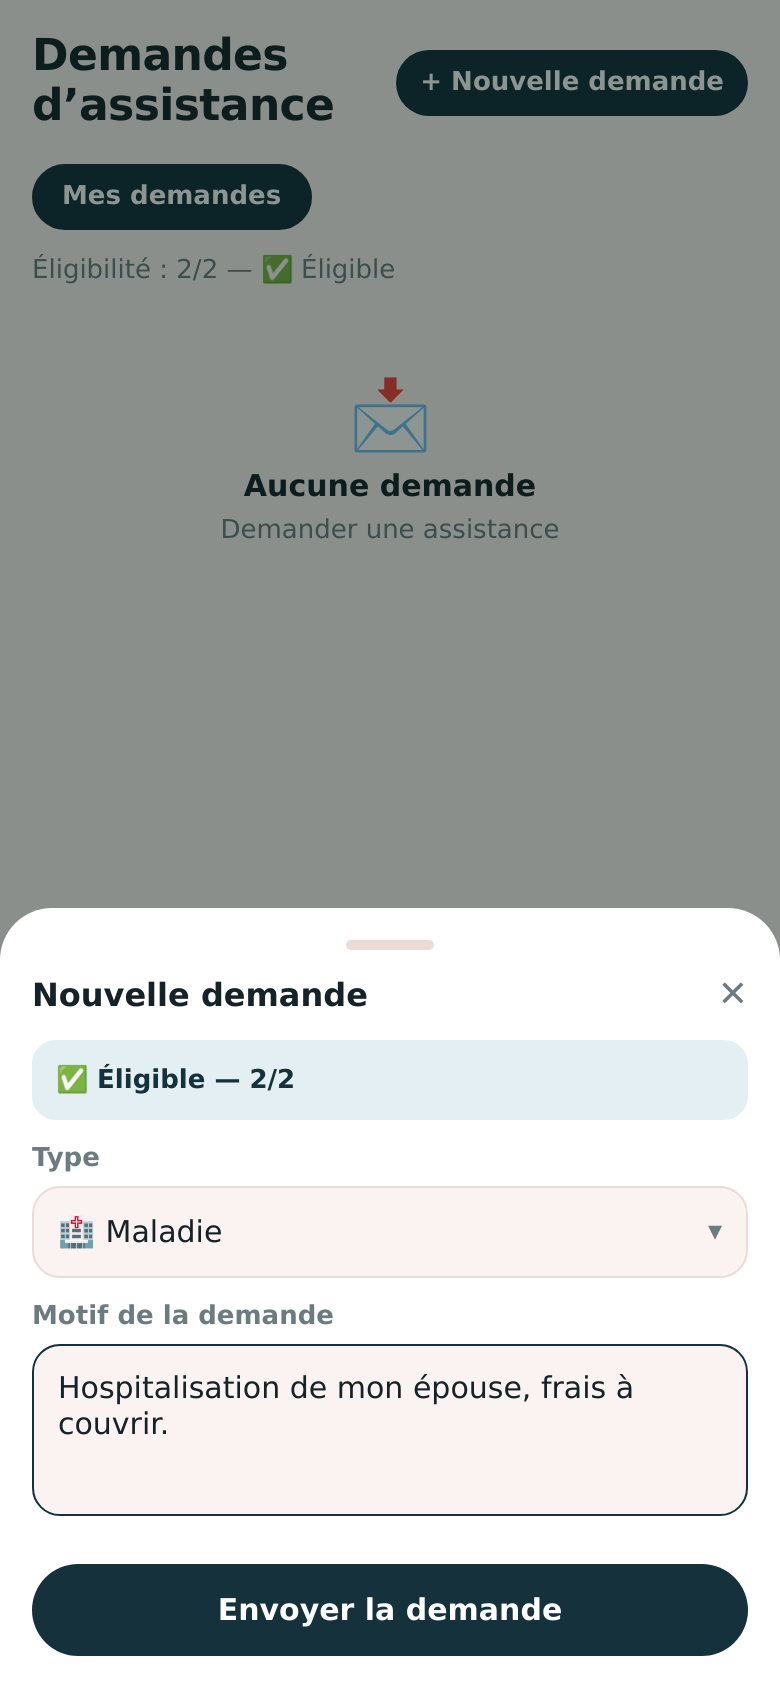 Demandes
d’assistance
+ Nouvelle demande
Mes demandes
Éligibilité : 2/2 — ✅ Éligible
Aucune demande
Demander une assistance
Nouvelle demande
✕
✅ Éligible — 2/2
Type
🏥 Maladie
▼
Motif de la demande
Hospitalisation de mon épouse, frais à
couvrir.
Envoyer la demande